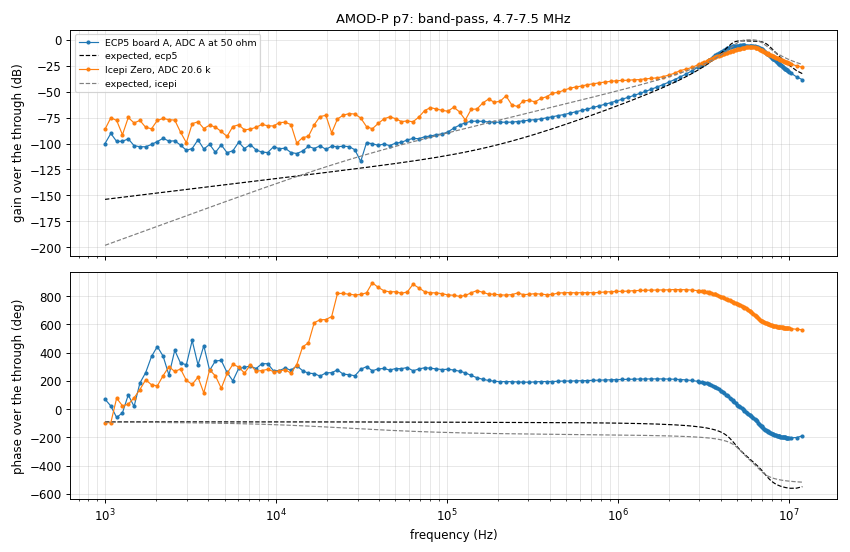 AMOD-P p7: band-pass, 4.7-7.5 MHz
gain over the through (dB)
0
−25
−50
−75
−100
−125
−150
−175
−200
ECP5 board A, ADC A at 50 ohm
expected, ecp5
Icepi Zero, ADC 20.6 k
expected, icepi
phase over the through (deg)
800
600
400
200
0
−200
−400
−600
10³
10⁴
10⁵
10⁶
10⁷
frequency (Hz)